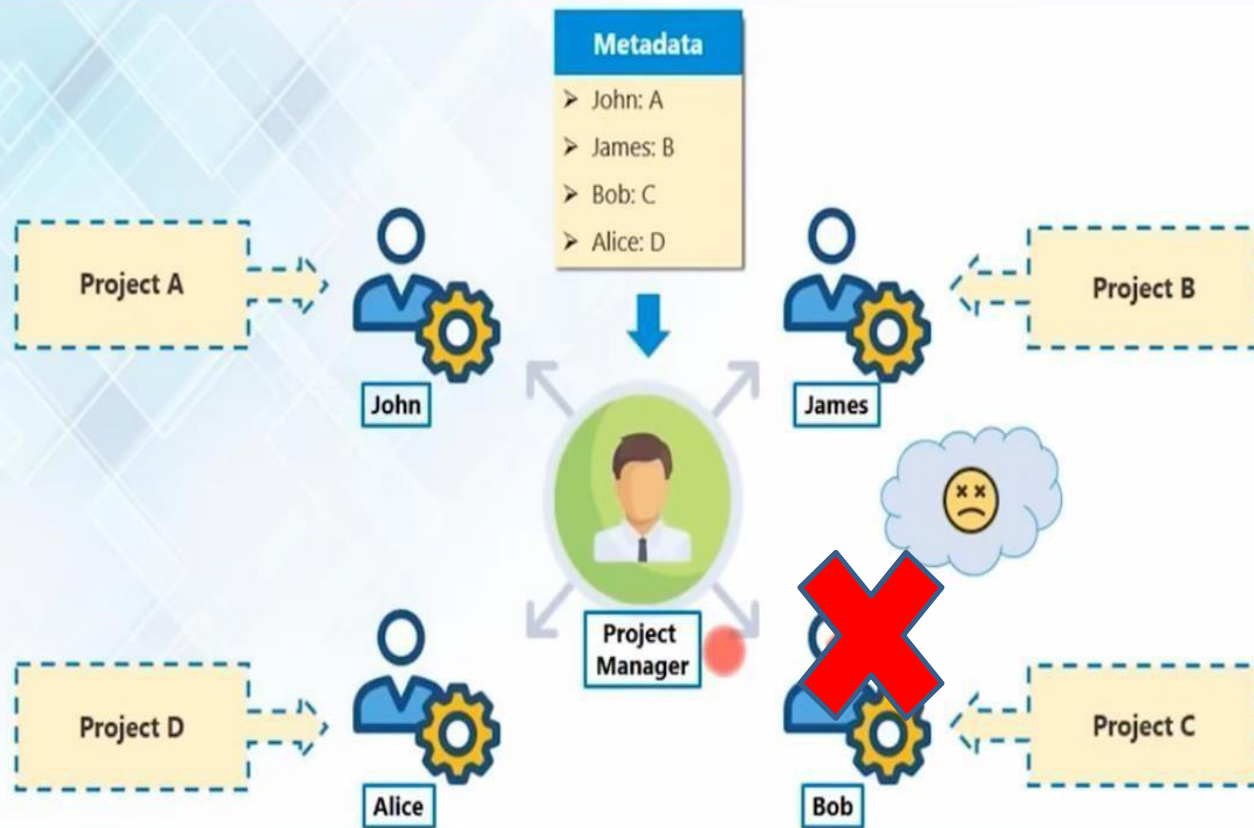 Metadata
➢ John: A
➢ James: B
➢ Bob: C
➢ Alice: D
Project A
Project B
John
James
Project
Manager
Project D
Project C
Alice
Bob